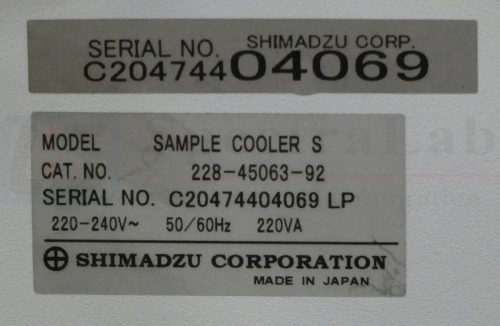 SERIAL NO. SHIMADZU CORP.
C20474404069
MODEL SAMPLE COOLER S
CAT. NO. 228-45063-92
SERIAL NO. C20474404069 LP
220-240V~ 50/60Hz 220VA
SHIMADZU CORPORATION
MADE IN JAPAN